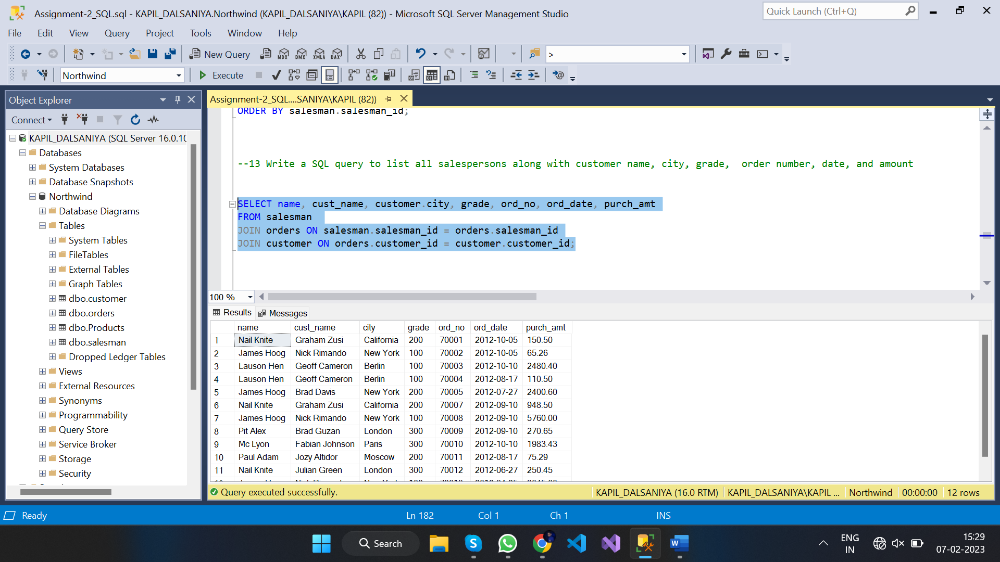 Assignment-2_SQL.sql - KAPIL_DALSANIYA.Northwind (KAPIL_DALSANIYA\KAPIL (82)) - Microsoft SQL Server Management Studio
Quick Launch (Ctrl+Q)
File Edit View Query Project Tools Window Help
New Query MDX DMX XMLA DAX >
Northwind Execute
Object Explorer
Connect
KAPIL_DALSANIYA (SQL Server 16.0.10
Databases
System Databases
Database Snapshots
Northwind
Database Diagrams
Tables
System Tables
FileTables
External Tables
Graph Tables
dbo.customer
dbo.orders
dbo.Products
dbo.salesman
Dropped Ledger Tables
Views
External Resources
Synonyms
Programmability
Query Store
Service Broker
Storage
Security
Assignment-2_SQL....SANIYA\KAPIL (82))
ORDER BY salesman.salesman_id;
--13 Write a SQL query to list all salespersons along with customer name, city, grade,  order number, date, and amount
SELECT name, cust_name, customer.city, grade, ord_no, ord_date, purch_amt
FROM salesman
JOIN orders ON salesman.salesman_id = orders.salesman_id
JOIN customer ON orders.customer_id = customer.customer_id;
100 %
Results Messages
name cust_name city grade ord_no ord_date purch_amt
1 Nail Knite Graham Zusi California 200 70001 2012-10-05 150.50
2 James Hoog Nick Rimando New York 100 70002 2012-10-05 65.26
3 Lauson Hen Geoff Cameron Berlin 100 70003 2012-10-10 2480.40
4 Lauson Hen Geoff Cameron Berlin 100 70004 2012-08-17 110.50
5 James Hoog Brad Davis New York 200 70005 2012-07-27 2400.60
6 Nail Knite Graham Zusi California 200 70007 2012-09-10 948.50
7 James Hoog Nick Rimando New York 100 70008 2012-09-10 5760.00
8 Pit Alex Brad Guzan London 300 70009 2012-09-10 270.65
9 Mc Lyon Fabian Johnson Paris 300 70010 2012-10-10 1983.43
10 Paul Adam Jozy Altidor Moscow 200 70011 2012-08-17 75.29
11 Nail Knite Julian Green London 300 70012 2012-06-27 250.45
Query executed successfully. KAPIL_DALSANIYA (16.0 RTM) KAPIL_DALSANIYA\KAPIL ... Northwind 00:00:00 12 rows
Ready Ln 182 Col 1 Ch 1 INS
Search
ENG
IN
15:29
07-02-2023